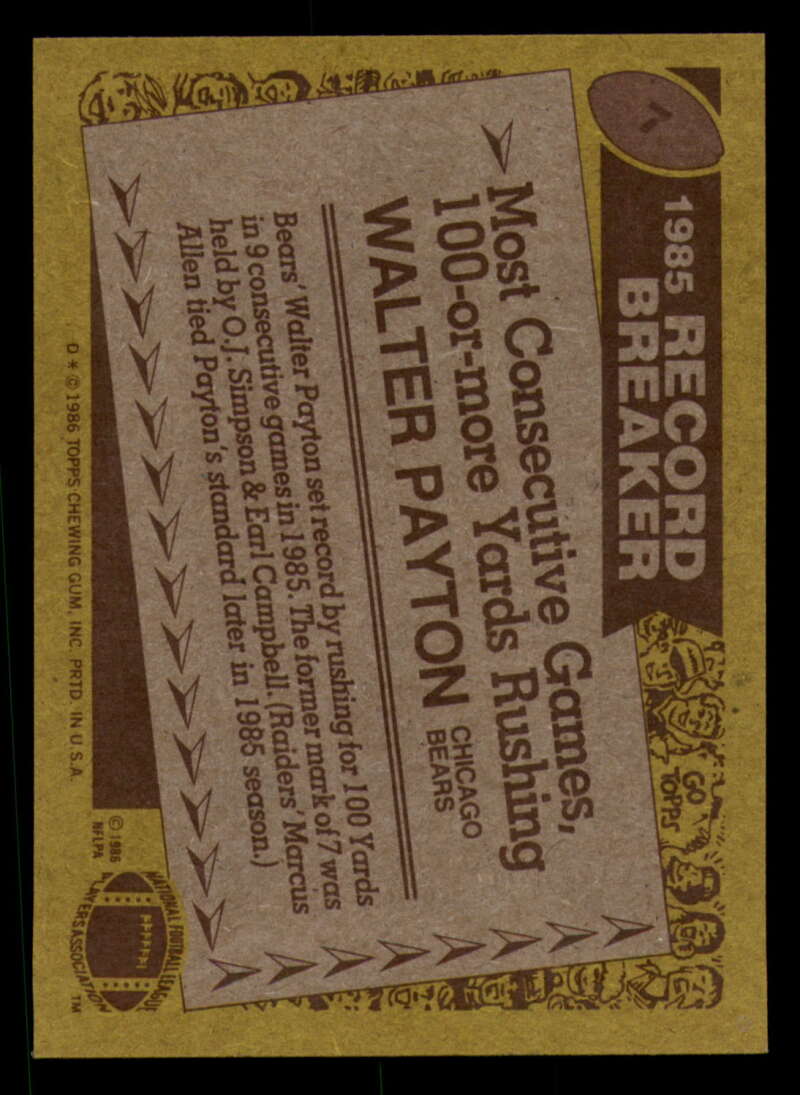 7
1985 RECORD
BREAKER
GO
TOPPS
Most Consecutive Games,
100-or-more Yards Rushing
WALTER PAYTON
CHICAGO
BEARS
Bears' Walter Payton set record by rushing for 100 Yards
in 9 consecutive games in 1985. The former mark of 7 was
held by O.J. Simpson & Earl Campbell. (Raiders' Marcus
Allen tied Payton's standard later in 1985 season.)
D * © 1986 TOPPS CHEWING GUM, INC. PRTD. IN U.S.A.
© 1986
NFLPA
NATIONAL FOOTBALL LEAGUE
PLAYERS ASSOCIATION
TM